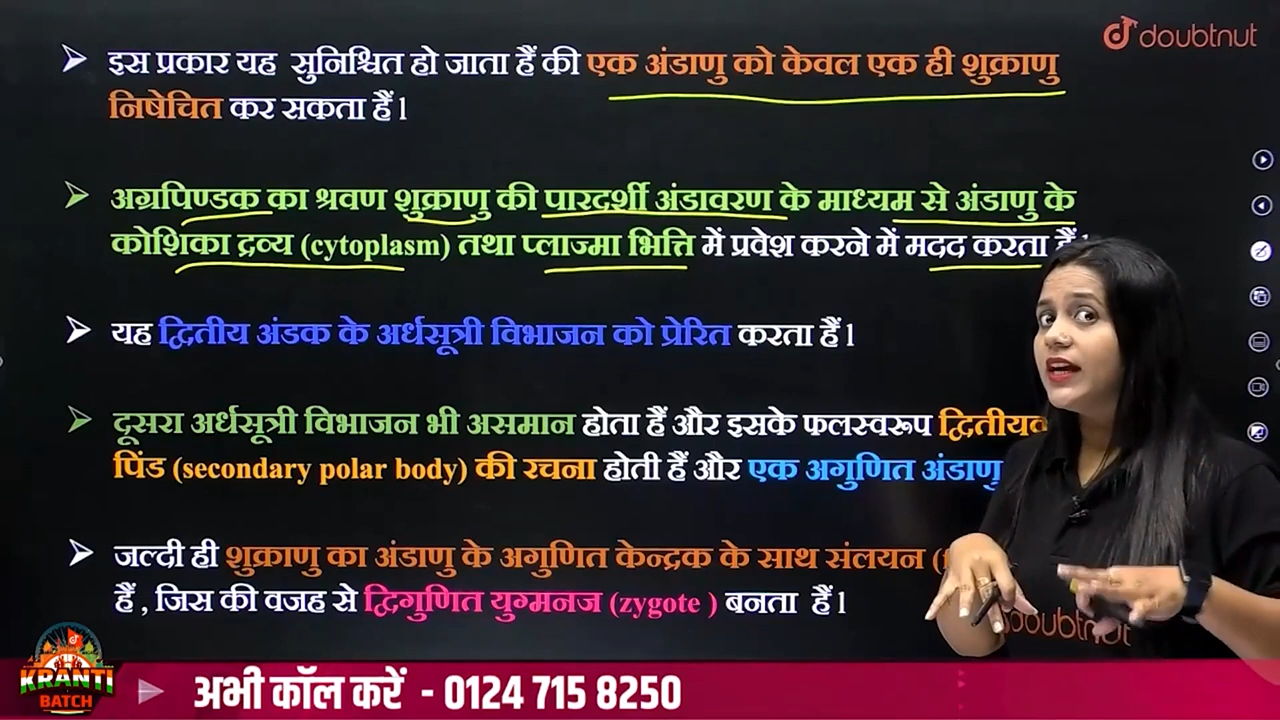 doubtnut
इस प्रकार यह सुनिश्चित हो जाता हैं की एक अंडाणु को केवल एक ही शुक्राणु
निषेचित कर सकता हैं l
अग्रपिण्डक का श्रवण शुक्राणु की पारदर्शी अंडावरण के माध्यम से अंडाणु के
कोशिका द्रव्य (cytoplasm) तथा प्लाज्मा भित्ति में प्रवेश करने में मदद करता हैं
यह द्वितीय अंडक के अर्धसूत्री विभाजन को प्रेरित करता हैं l
दूसरा अर्धसूत्री विभाजन भी असमान होता हैं और इसके फलस्वरूप
पिंड (secondary polar body) की रचना होती हैं और एक अगुणित अंडाणु
जल्दी ही शुक्राणु का अंडाणु के अगुणित केन्द्रक के साथ संलयन
हैं , जिस की वजह से द्विगुणित युग्मनज (zygote ) बनता हैं l
doubtnut
KRANTI
BATCH
अभी कॉल करें - 0124 715 8250